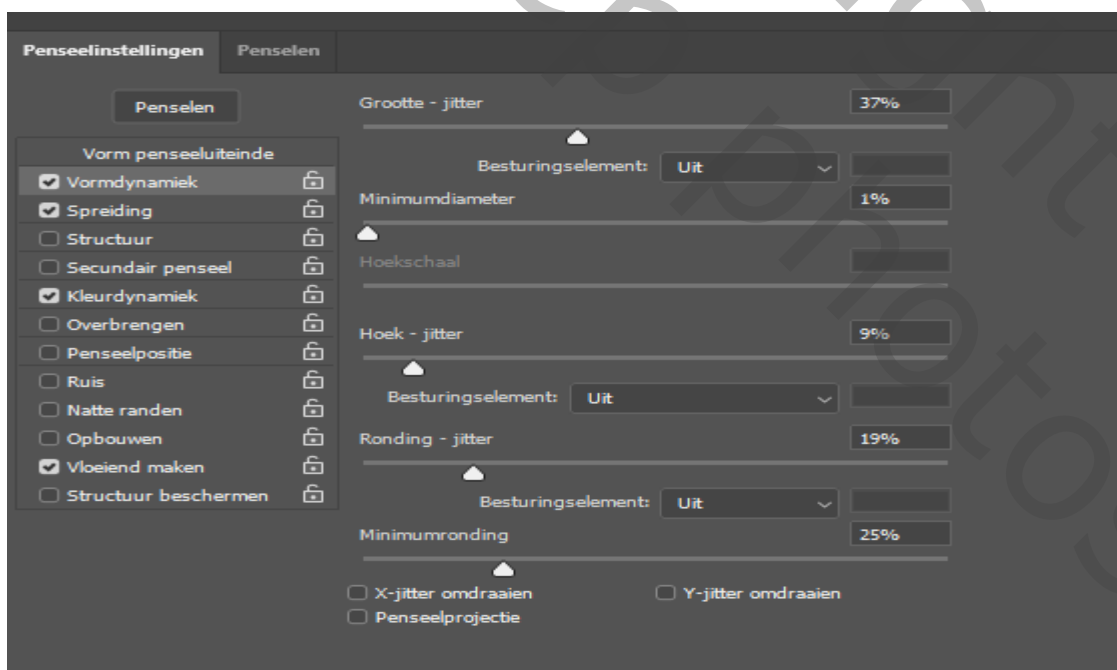 Penseelinstellingen Penselen
Penselen
Vorm penseeluiteinde
Vormdynamiek
Spreiding
Structuur
Secundair penseel
Kleurdynamiek
Overbrengen
Penseelpositie
Ruis
Natte randen
Opbouwen
Vloeiend maken
Structuur beschermen
Grootte - jitter 37%
Besturingselement: Uit
Minimumdiameter 1%
Hoekschaal
Hoek - jitter 9%
Besturingselement: Uit
Ronding - jitter 19%
Besturingselement: Uit
Minimumronding 25%
X-jitter omdraaien Y-jitter omdraaien
Penseelprojectie